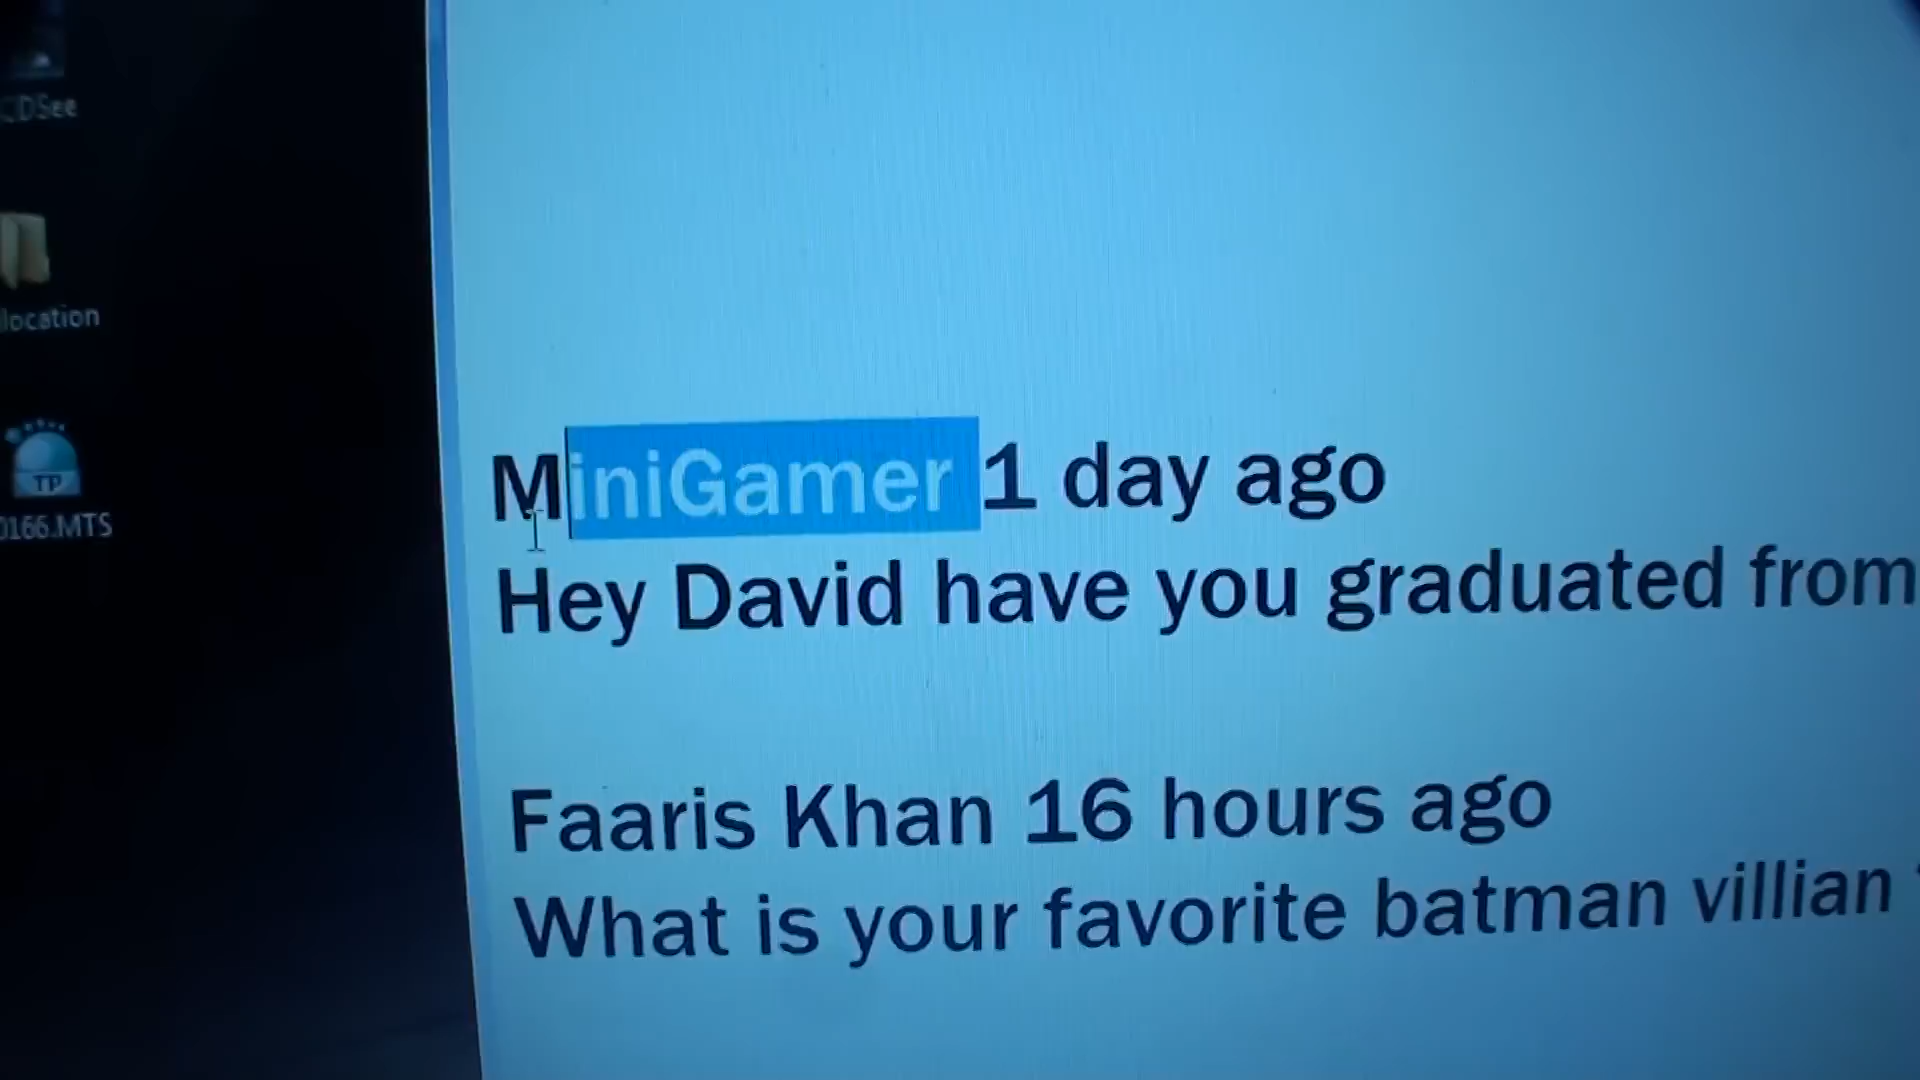 CDSee
location
TP
0166.MTS
MiniGamer 1 day ago
Hey David have you graduated from
Faaris Khan 16 hours ago
What is your favorite batman villian